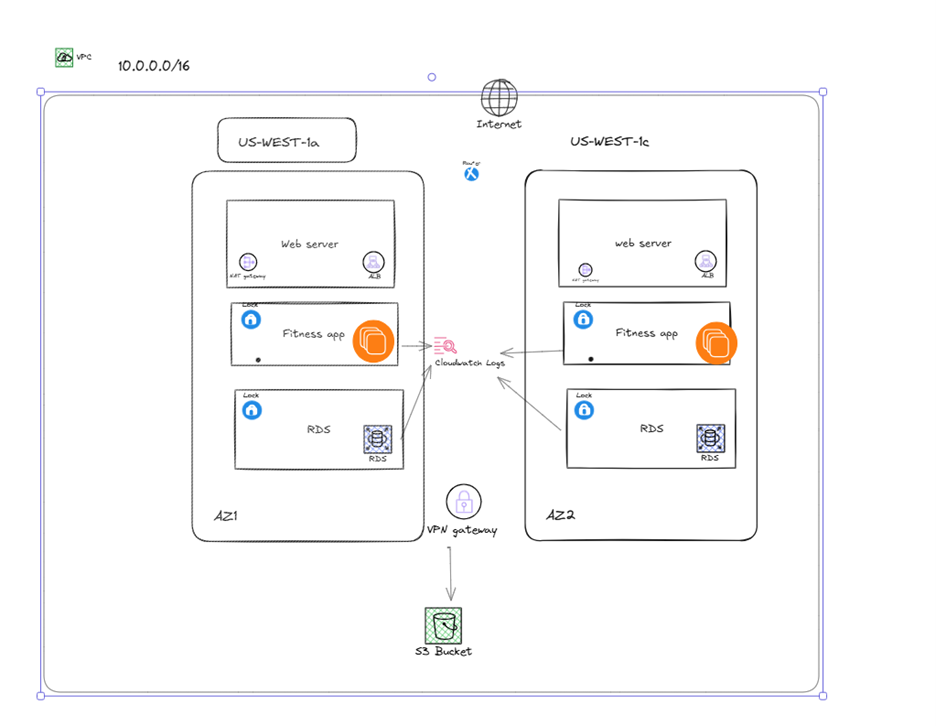 VPC
10.0.0.0/16
Internet
US-WEST-1a
US-WEST-1c
Router
Web server
NAT gateway
ALB
web server
NAT gateway
ALB
Lock
Fitness app
Lock
Fitness app
Cloudwatch Logs
Lock
RDS
RDS
Lock
RDS
RDS
AZ1
AZ2
VPN gateway
S3 Bucket